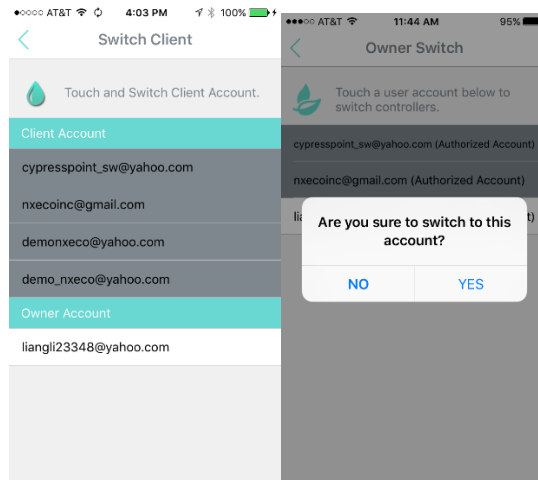 AT&T 4:03 PM 100%
Switch Client
Touch and Switch Client Account.
Client Account
cypresspoint_sw@yahoo.com
nxecoinc@gmail.com
demonxeco@yahoo.com
demo_nxeco@yahoo.com
Owner Account
liangli23348@yahoo.com
AT&T 11:44 AM 95%
Owner Switch
Touch a user account below to
switch controllers.
cypresspoint_sw@yahoo.com (Authorized Account)
nxecoinc@gmail.com (Authorized Account)
Are you sure to switch to this
account?
NO YES